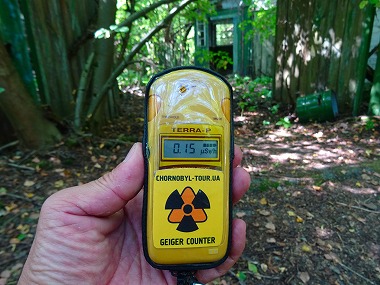 TERRA-P
0.15 µSv/h
CHORNOBYL-TOUR.UA
GEIGER COUNTER